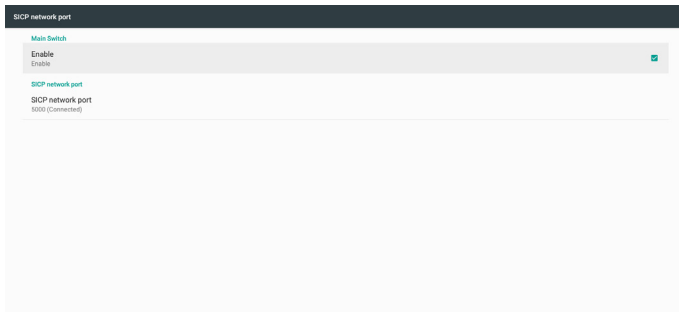 SICP network port
Main Switch
Enable
Enable
SICP network port
SICP network port
5000 (Connected)